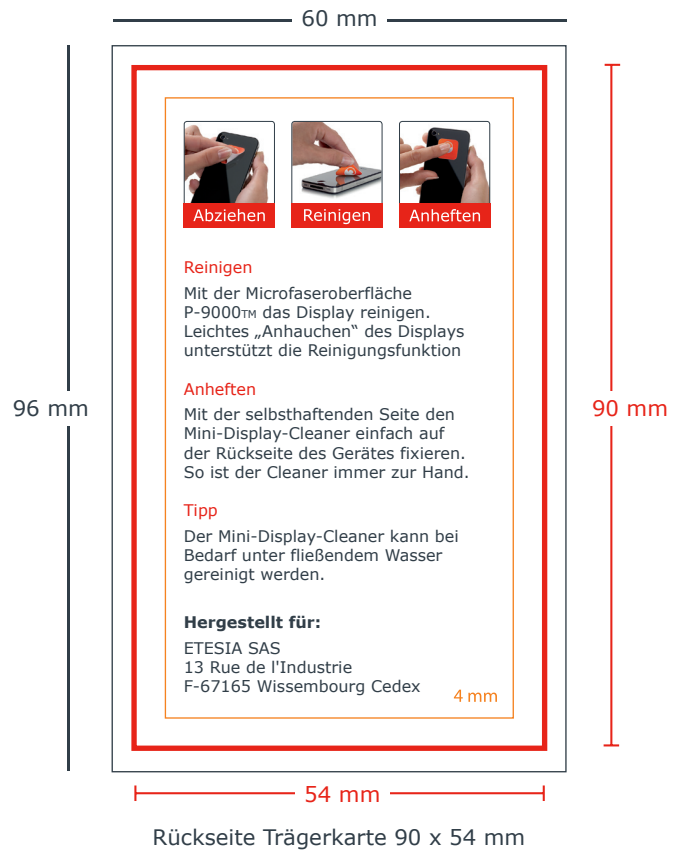 60 mm
Abziehen
Reinigen
Anheften
Reinigen
Mit der Microfaseroberfläche
P-9000TM das Display reinigen.
Leichtes „Anhauchen“ des Displays
unterstützt die Reinigungsfunktion
96 mm
90 mm
Anheften
Mit der selbsthaftenden Seite den
Mini-Display-Cleaner einfach auf
der Rückseite des Gerätes fixieren.
So ist der Cleaner immer zur Hand.
Tipp
Der Mini-Display-Cleaner kann bei
Bedarf unter fließendem Wasser
gereinigt werden.
Hergestellt für:
ETESIA SAS
13 Rue de l'Industrie
F-67165 Wissembourg Cedex
4 mm
54 mm
Rückseite Trägerkarte 90 x 54 mm